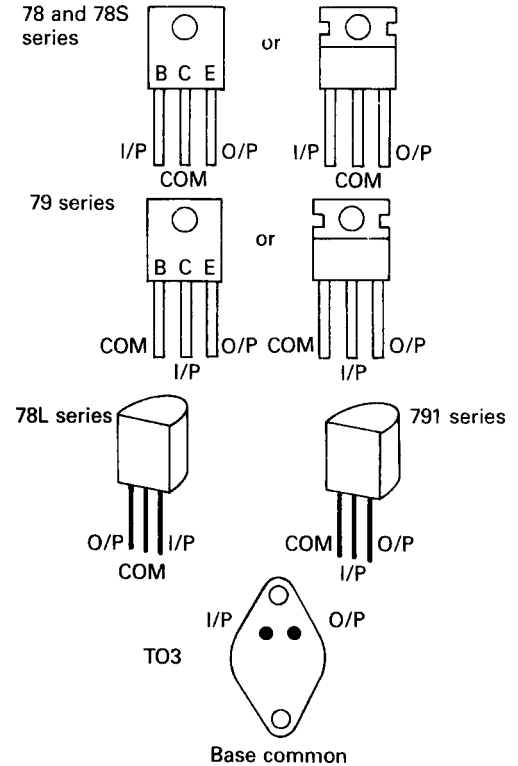 78 and 78S
series
or
B C E
I/P O/P I/P O/P
COM COM
79 series
or
B C E
COM O/P COM O/P
I/P I/P
78L series 791 series
O/P I/P COM O/P
COM I/P
I/P O/P
TO3
Base common